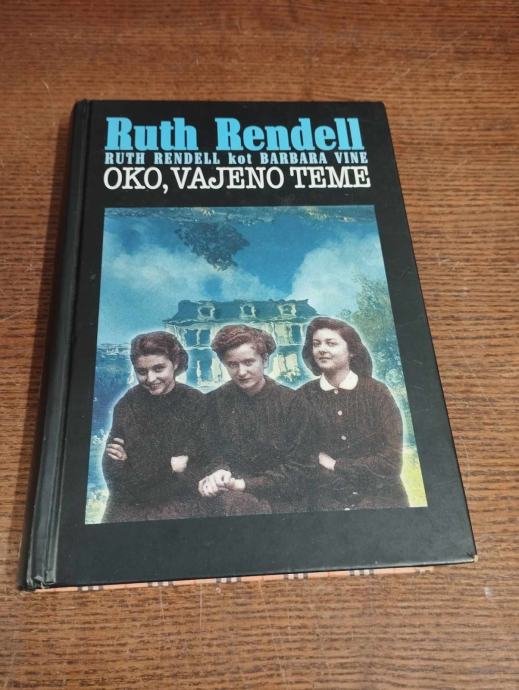 Ruth Rendell
RUTH RENDELL kot BARBARA VINE
OKO, VAJENO TEME